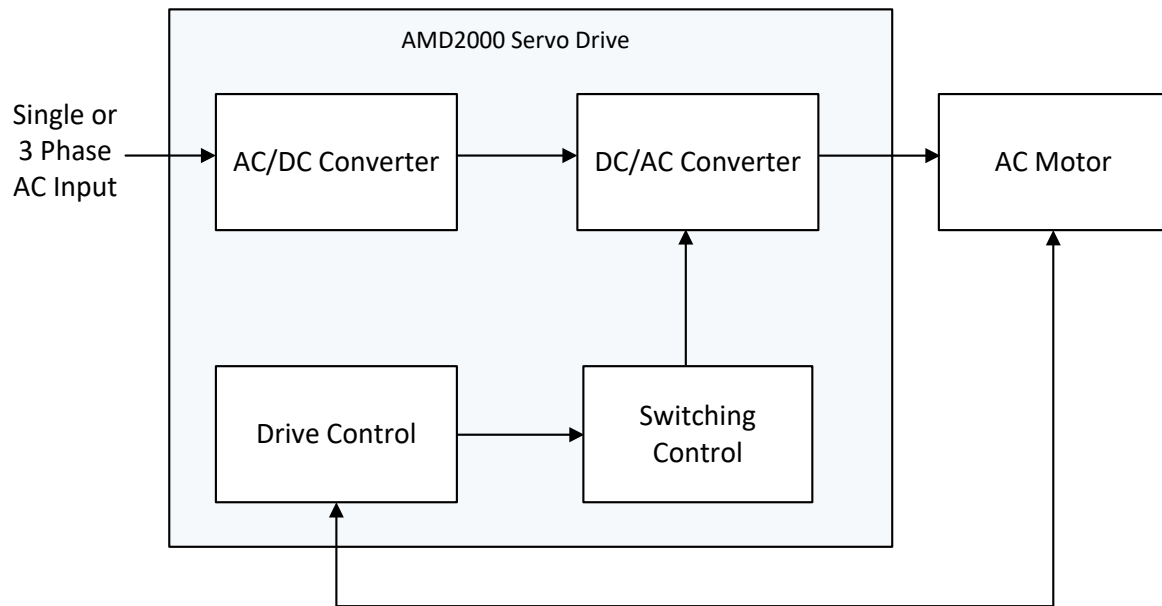 AMD2000 Servo Drive
Single or
3 Phase
AC Input
AC/DC Converter
DC/AC Converter
AC Motor
Drive Control
Switching
Control